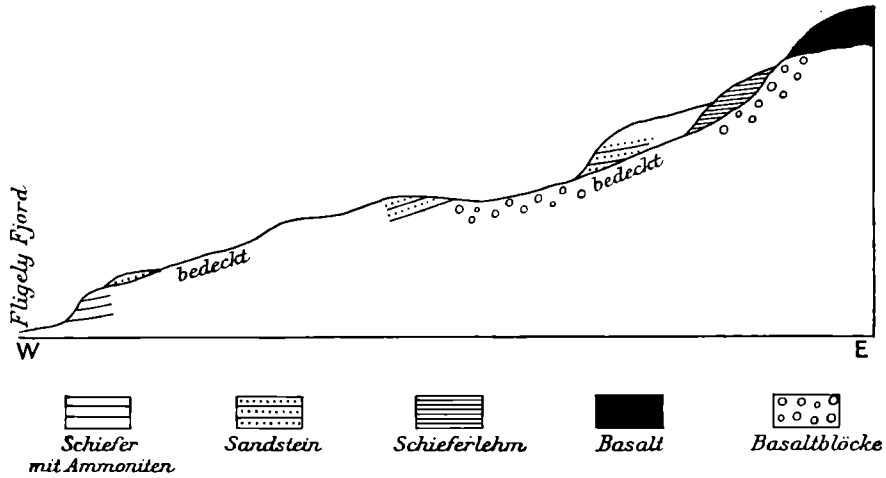 Fligely Fjord
bedeckt
bedeckt
W
E
Schiefer
mit Ammoniten
Sandstein
Schieferlehm
Basalt
Basaltblöcke